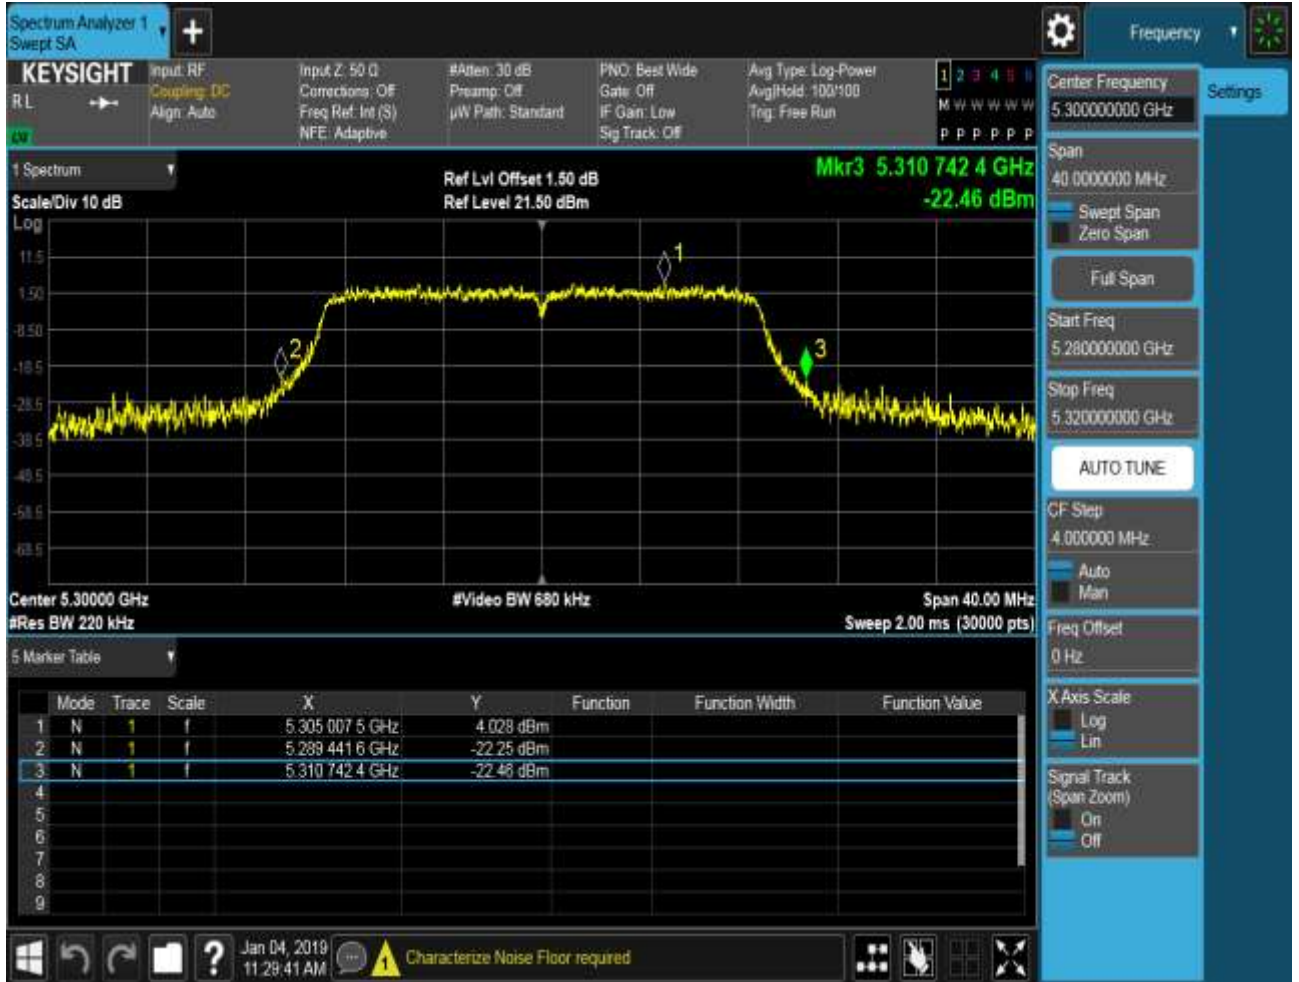 Spectrum Analyzer 1
Swept SA
Frequency
KEYSIGHT
R L
Input: RF
Coupling: DC
Align: Auto
Input Z: 50 Ω
Corrections: Off
Freq Ref: Int (S)
NFE: Adaptive
#Atten: 30 dB
Preamp: Off
µW Path: Standard
PNO: Best Wide
Gate: Off
IF Gain: Low
Sig Track: Off
Avg Type: Log-Power
Avg|Hold: 100/100
Trig: Free Run
1 2 3 4 5 6
M W W W W W
P P P P P P
1 Spectrum
Scale/Div 10 dB
Ref Lvl Offset 1.50 dB
Ref Level 21.50 dBm
Mkr3 5.310 742 4 GHz
-22.46 dBm
Log
11.5
1.50
-8.50
-18.5
-28.5
-38.5
-48.5
-58.5
-68.5
1
2
3
Center 5.30000 GHz
#Video BW 680 kHz
Span 40.00 MHz
#Res BW 220 kHz
Sweep 2.00 ms (30000 pts)
5 Marker Table
Mode Trace Scale X Y Function Function Width Function Value
1 N 1 f 5.305 007 5 GHz 4.028 dBm
2 N 1 f 5.289 441 6 GHz -22.25 dBm
3 N 1 f 5.310 742 4 GHz -22.46 dBm
4
5
6
7
8
9
Jan 04, 2019
11:29:41 AM
1
Characterize Noise Floor required
Center Frequency
5.300000000 GHz
Span
40.0000000 MHz
Swept Span
Zero Span
Full Span
Start Freq
5.280000000 GHz
Stop Freq
5.320000000 GHz
AUTO TUNE
CF Step
4.000000 MHz
Auto
Man
Freq Offset
0 Hz
X Axis Scale
Log
Lin
Signal Track
(Span Zoom)
On
Off
Settings